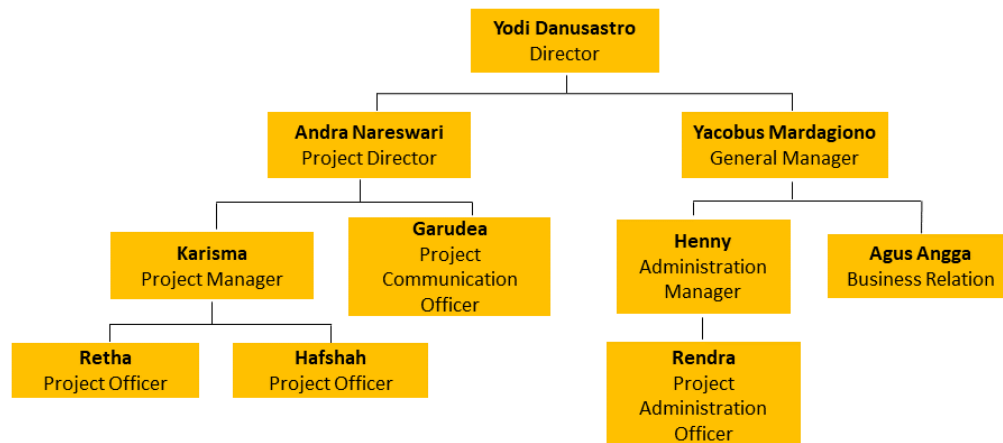 Yodi Danusastro
Director
Andra Nareswari
Project Director
Yacobus Mardagiono
General Manager
Karisma
Project Manager
Garudea
Project
Communication
Officer
Henny
Administration
Manager
Agus Angga
Business Relation
Retha
Project Officer
Hafshah
Project Officer
Rendra
Project
Administration
Officer